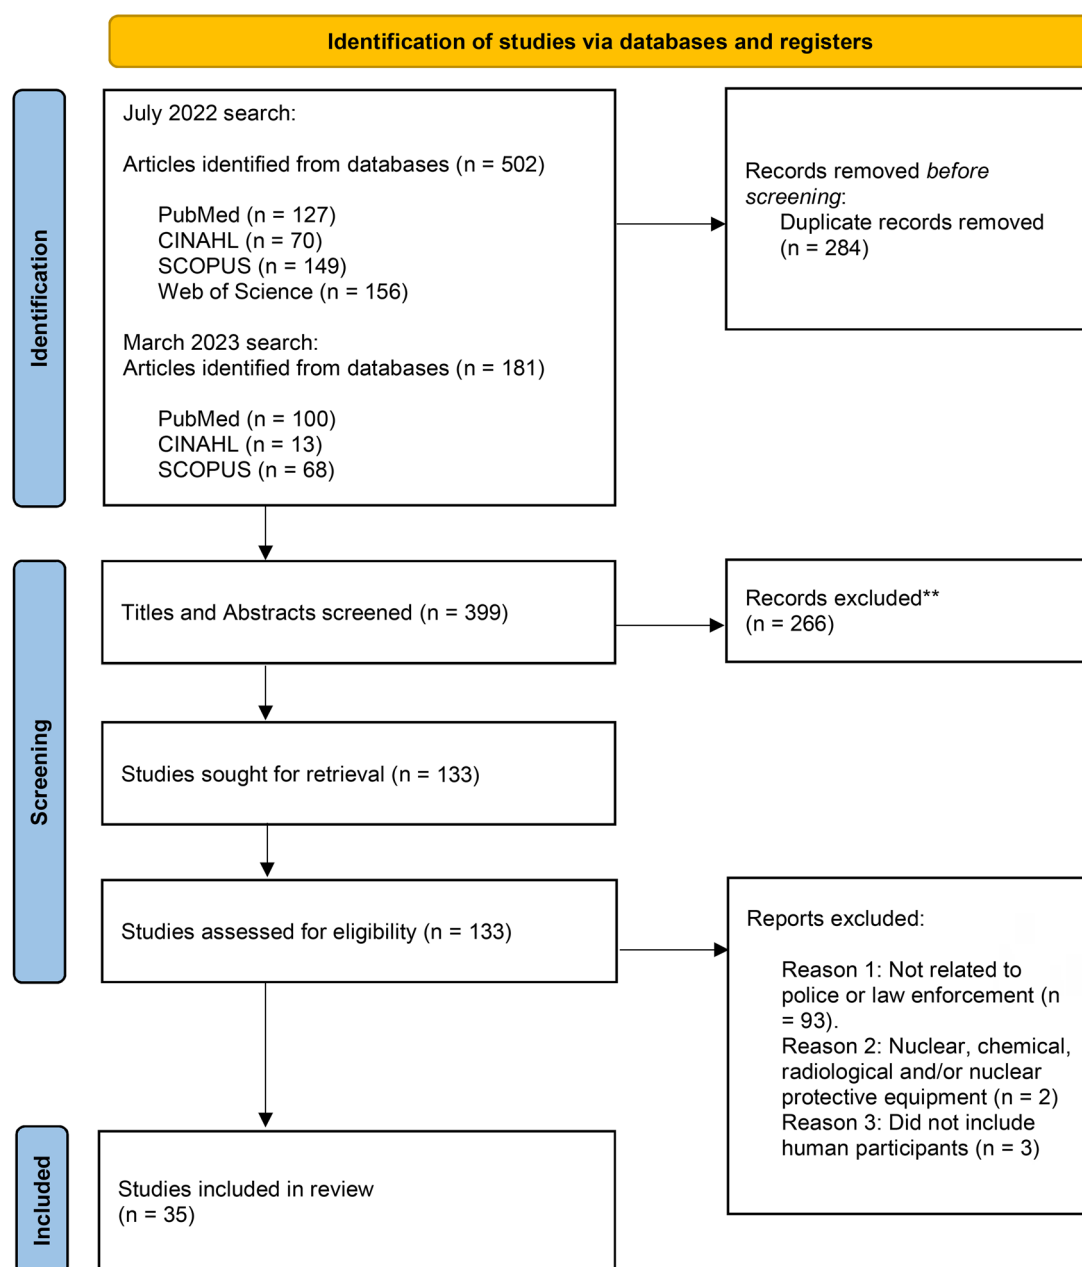 Identification of studies via databases and registers
Identification
July 2022 search:
Articles identified from databases (n = 502)
PubMed (n = 127)
CINAHL (n = 70)
SCOPUS (n = 149)
Web of Science (n = 156)
March 2023 search:
Articles identified from databases (n = 181)
PubMed (n = 100)
CINAHL (n = 13)
SCOPUS (n = 68)
Records removed before
screening:
Duplicate records removed
(n = 284)
Screening
Titles and Abstracts screened (n = 399)
Records excluded**
(n = 266)
Studies sought for retrieval (n = 133)
Studies assessed for eligibility (n = 133)
Reports excluded:
Reason 1: Not related to
police or law enforcement (n
= 93).
Reason 2: Nuclear, chemical,
radiological and/or nuclear
protective equipment (n = 2)
Reason 3: Did not include
human participants (n = 3)
Included
Studies included in review
(n = 35)